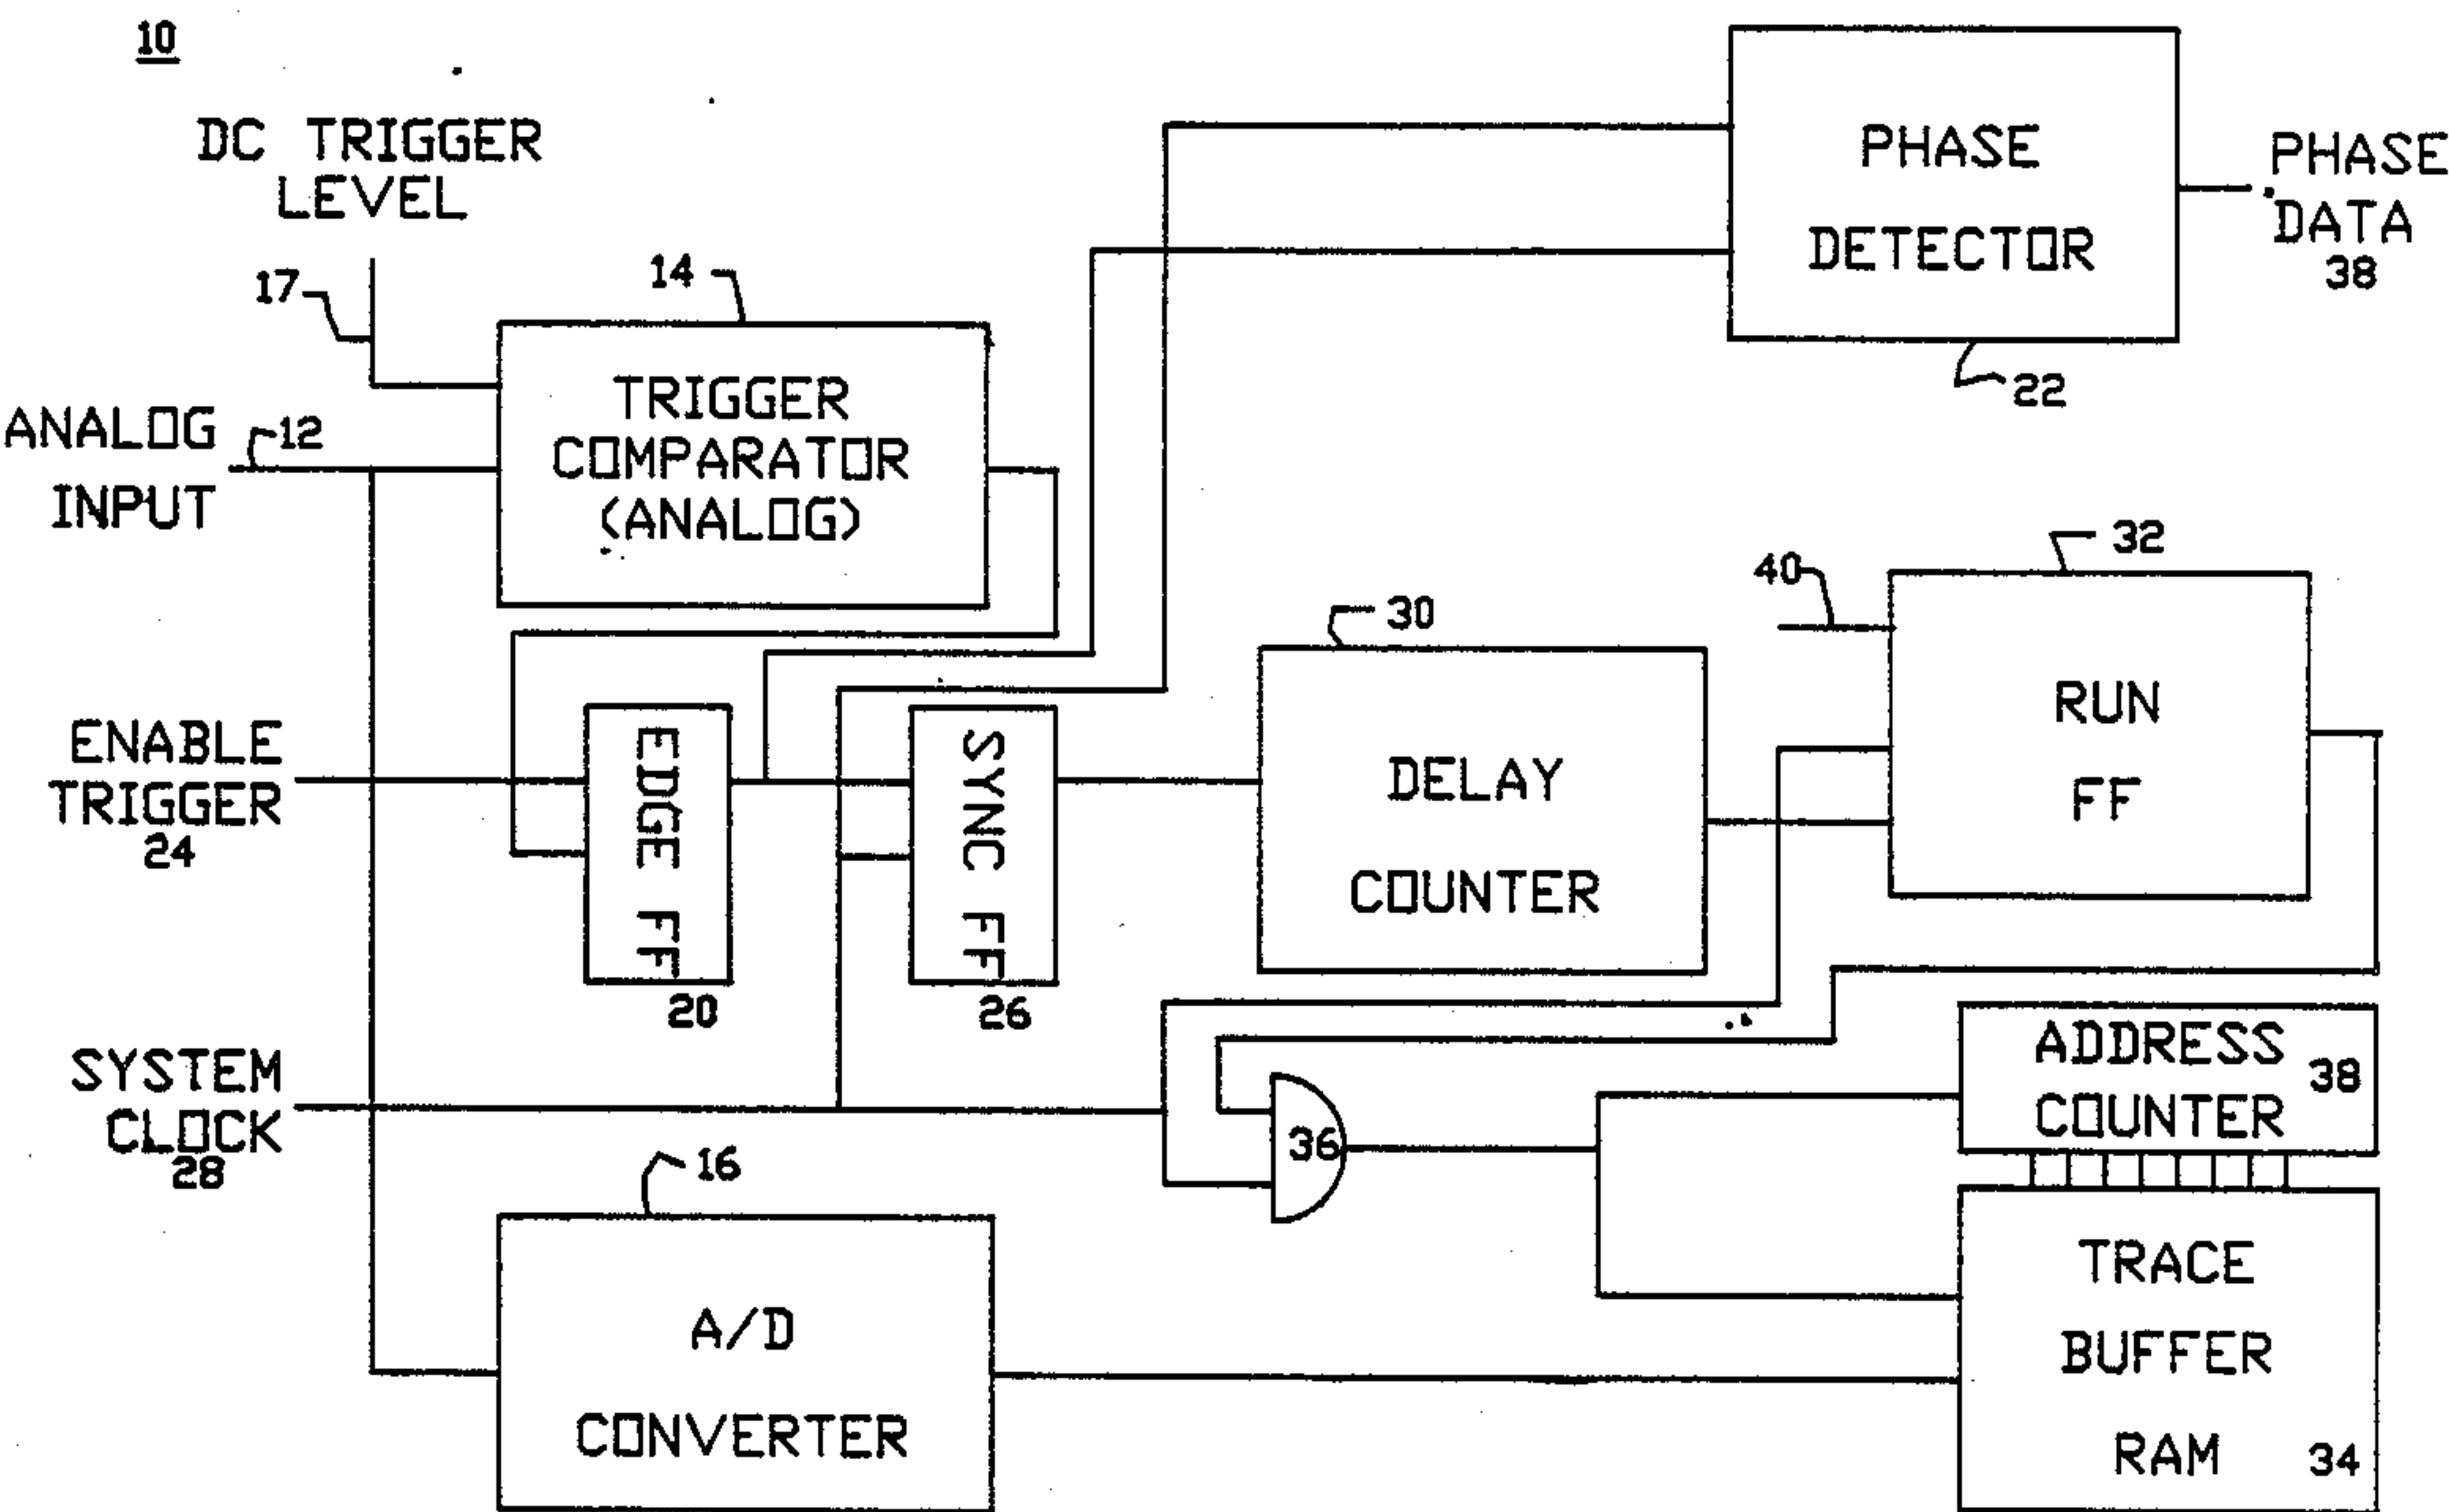 10
DC TRIGGER
LEVEL
17
14
TRIGGER
COMPARATOR
(ANALOG)
ANALOG
INPUT
12
PHASE
DETECTOR
22
PHASE
DATA
38
ENABLE
TRIGGER
24
EDGE FF
20
SYNC FF
26
30
DELAY
COUNTER
40
32
RUN
FF
SYSTEM
CLOCK
28
36
ADDRESS
COUNTER
38
16
A/D
CONVERTER
TRACE
BUFFER
RAM
34